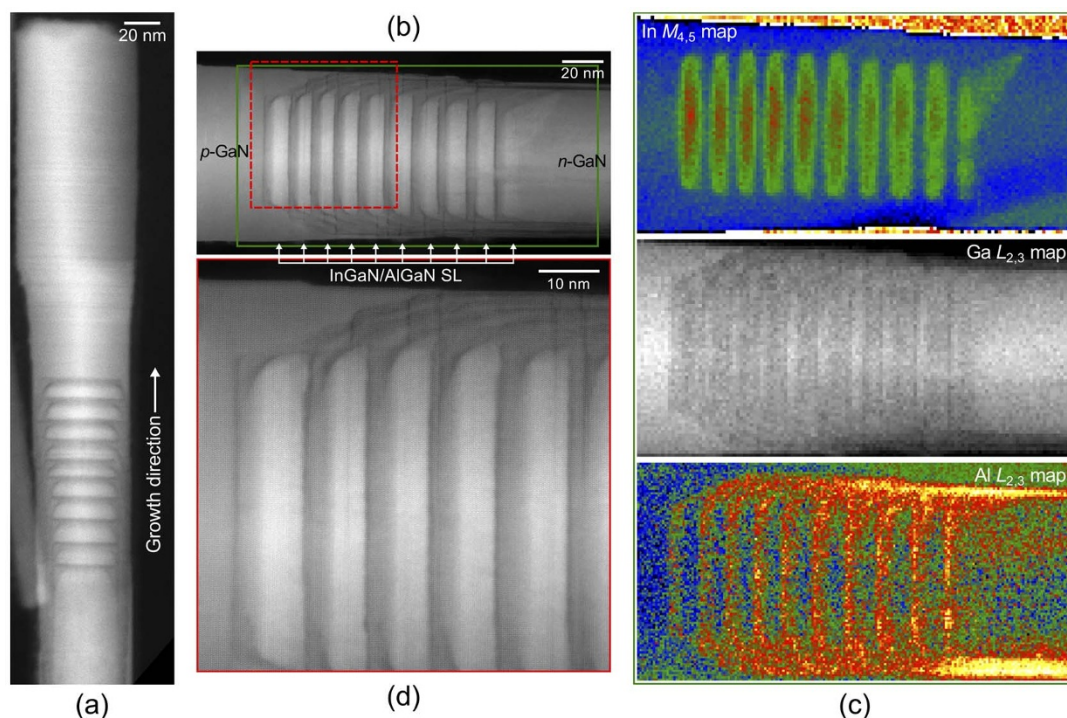 20 nm
Growth direction
(a)
(b)
20 nm
p-GaN
n-GaN
InGaN/AlGaN SL
10 nm
(d)
In M4,5 map
Ga L2,3 map
Al L2,3 map
(c)